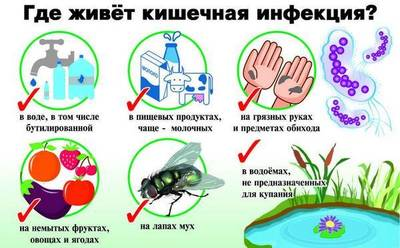 Где живёт кишечная инфекция?
в воде, в том числе
бутилированной
МОЛОКО
в пищевых продуктах,
чаще - молочных
на грязных руках
и предметах обихода
на немытых фруктах,
овощах и ягодах
на лапах мух
в водоёмах,
не предназначенных
для купания